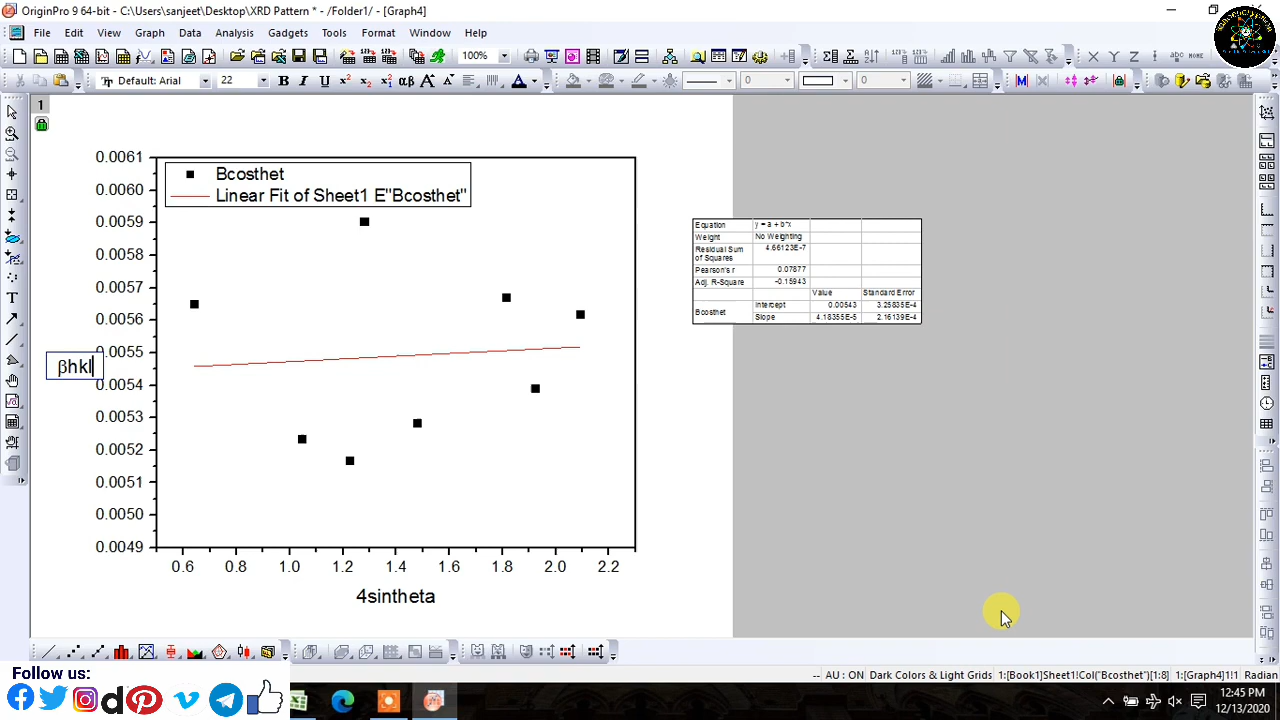 OriginPro 9 64-bit - C:\Users\sanjeet\Desktop\XRD Pattern * - /Folder1/ - [Graph4]
File Edit View Graph Data Analysis Gadgets Tools Format Window Help
100%
Default: Arial 22 B I U αβ A A A 0 0
1
0.0061
0.0060
0.0059
0.0058
0.0057
0.0056
0.0055
0.0054
0.0053
0.0052
0.0051
0.0050
0.0049
Bcosthet
Linear Fit of Sheet1 E"Bcosthet"
βhkl
0.6 0.8 1.0 1.2 1.4 1.6 1.8 2.0 2.2
4sintheta
Equation y = a + b*x
Weight No Weighting
Residual Sum of Squares 4.66123E-7
Pearson's r 0.07877
Adj. R-Square -0.15943
Value Standard Error
Bcosthet Intercept 0.00543 3.25835E-4
Slope 4.18355E-5 2.16139E-4
-- AU : ON Dark Colors & Light Grids 1:[Book1]Sheet1!Col("Bcosthet")[1:8] 1:[Graph4]1!1 Radian
Follow us:
12:45 PM
12/13/2020